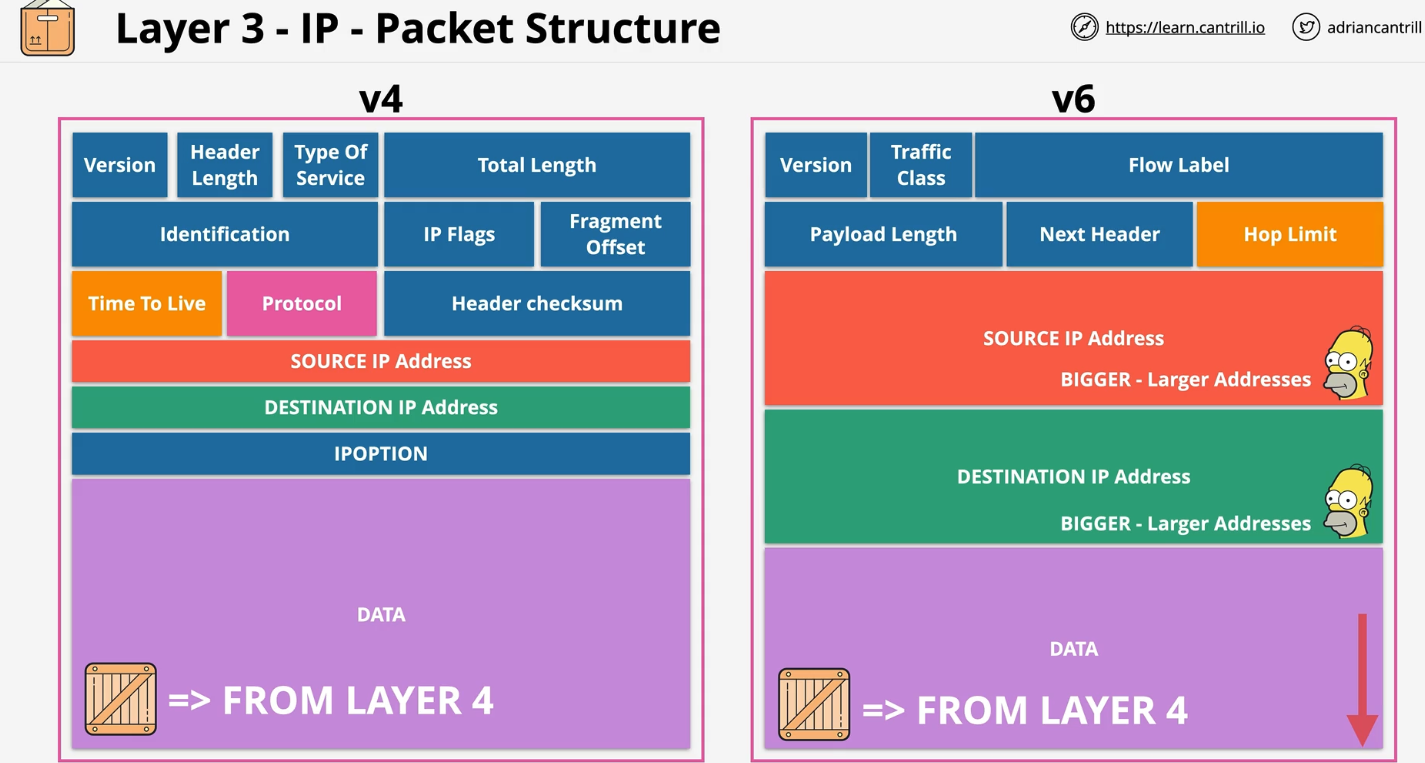 Layer 3 - IP - Packet Structure
https://learn.cantrill.io
adriancantrill
v4
Version
Header
Length
Type Of
Service
Total Length
Identification
IP Flags
Fragment
Offset
Time To Live
Protocol
Header checksum
SOURCE IP Address
DESTINATION IP Address
IPOPTION
DATA
=> FROM LAYER 4
v6
Version
Traffic
Class
Flow Label
Payload Length
Next Header
Hop Limit
SOURCE IP Address
BIGGER - Larger Addresses
DESTINATION IP Address
BIGGER - Larger Addresses
DATA
=> FROM LAYER 4